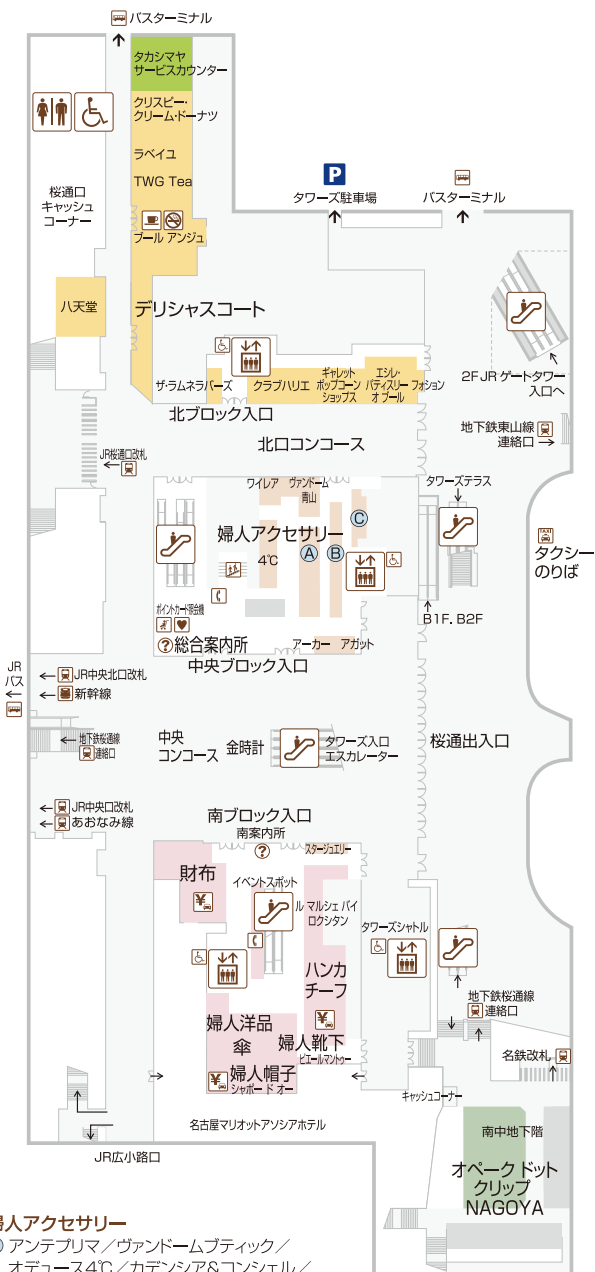 バスターミナル
タカシマヤ
サービスカウンター
クリスピー・
クリーム・ドーナツ
ラベイユ
TWG Tea
桜通口
キャッシュ
コーナー
P
タワーズ駐車場
バスターミナル
ブール アンジュ
八天堂
デリシャスコート
2F JR ゲートタワー
入口へ
ザ・ラムネラバーズ
クラブハリエ
ギャレット
ポップコーン
ショップス
エシレ・
パティスリー
オ ブール
フォション
北ブロック入口
地下鉄東山線
連絡口
北口コンコース
JR桜通口改札
ワイレア
ヴァンドーム
青山
タワーズテラス
C
婦人アクセサリー
4℃
A
B
TAXI
タクシー
のりば
B1F. B2F
?総合案内所
アーカー
アガット
中央ブロック入口
JR
バス
JR中央北口改札
新幹線
地下鉄桜通線
連絡口
中央
コンコース
金時計
タワーズ入口
エスカレーター
桜通出入口
JR中央口改札
あおなみ線
南ブロック入口
南案内所
?
スタージュエリー
財布
¥
イベントスポット
ル マルシェ バイ
ロクシタン
タワーズシャトル
ハンカ
チーフ
地下鉄桜通線
連絡口
婦人洋品
傘
¥
婦人靴下
ピエールマントゥー
名鉄改札
¥
婦人帽子
シャポー ド オー
キャッシュコーナー
名古屋マリオットアソシアホテル
南中地下階
JR広小路口
オペーク ドット
クリップ
NAGOYA
婦人アクセサリー
アンテプリマ／ヴァンドームブティック／
オデュース4℃／カデンシア&コンシェル／